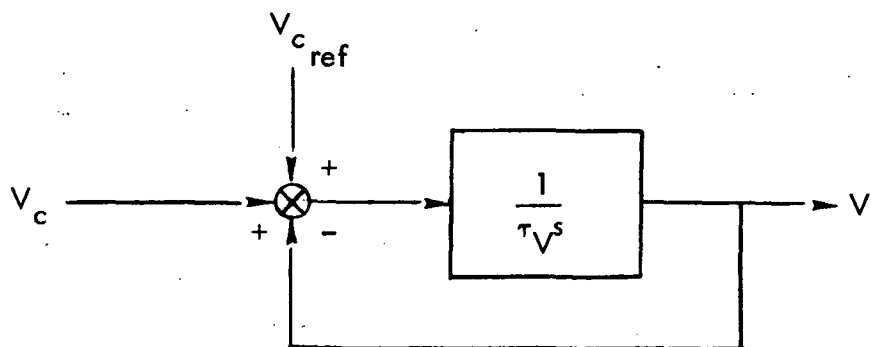 V_c ref
+
V_c
+
-
1
τ_V s
V